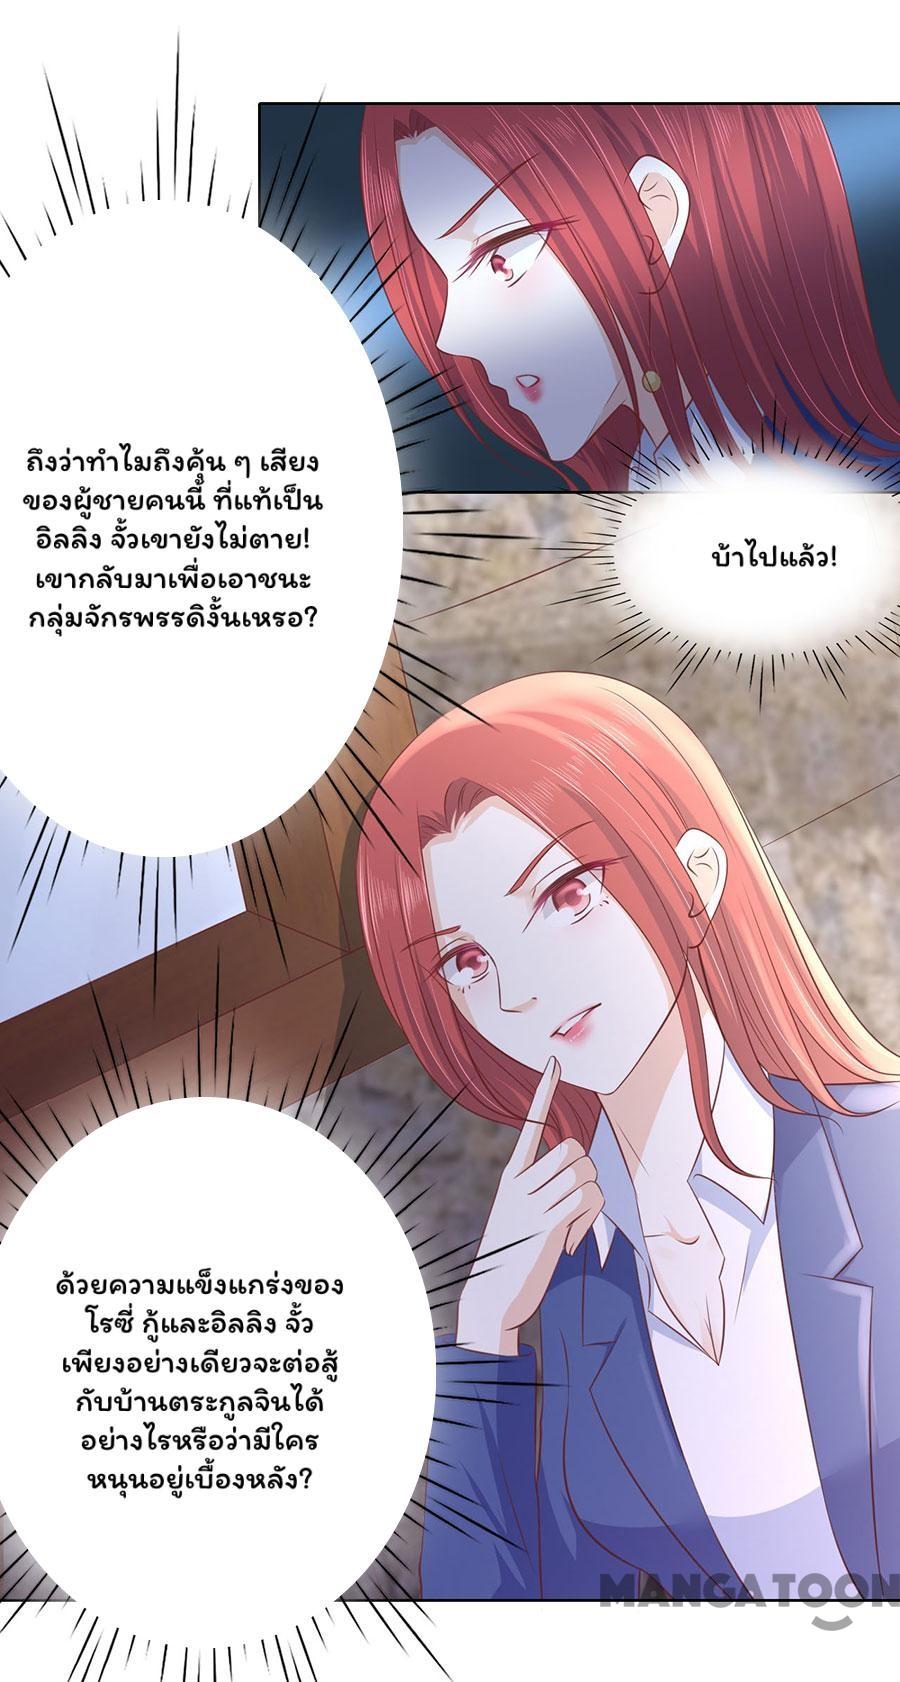 ถึงว่าทำไมถึงคุ้น ๆ เสียง
ของผู้ชายคนนี้ ที่แท้เป็น
อิลลิง จั้วเขายังไม่ตาย!
เขากลับมาเพื่อเอาชนะ
กลุ่มจักรพรรดิงั้นเหรอ?
บ้าไปแล้ว!
ด้วยความแข็งแกร่งของ
โรซี่ กู้และอิลลิง จั้ว
เพียงอย่างเดียวจะต่อสู้
กับบ้านตระกูลจินได้
อย่างไรหรือว่ามีใคร
หนุนอยู่เบื้องหลัง?
MANGATOON